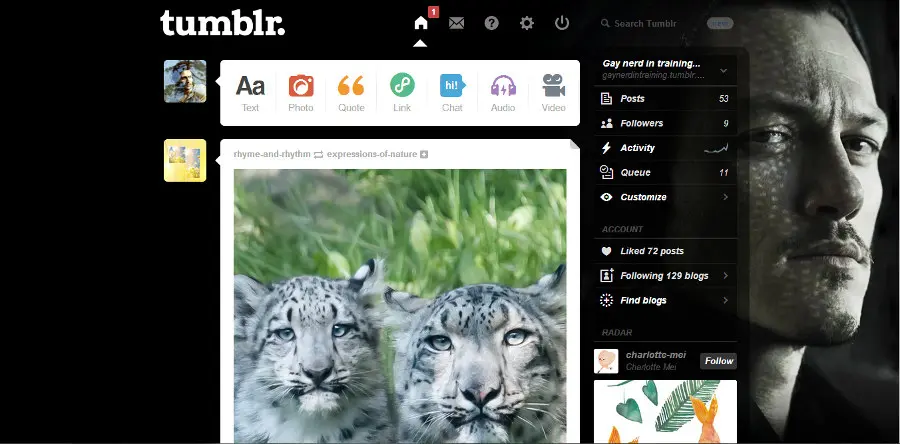 tumblr.
1
Search Tumblr
Aa
hi!
Text
Photo
Quote
Link
Chat
Audio
Video
rhyme-and-rhythm expressions-of-nature
Gay nerd in training...
gaynerdintraining.tumblr....
Posts 53
Followers 9
Activity
Queue 11
Customize
ACCOUNT
Liked 72 posts
Following 129 blogs
Find blogs
RADAR
charlotte-mei
Charlotte Mei
Follow